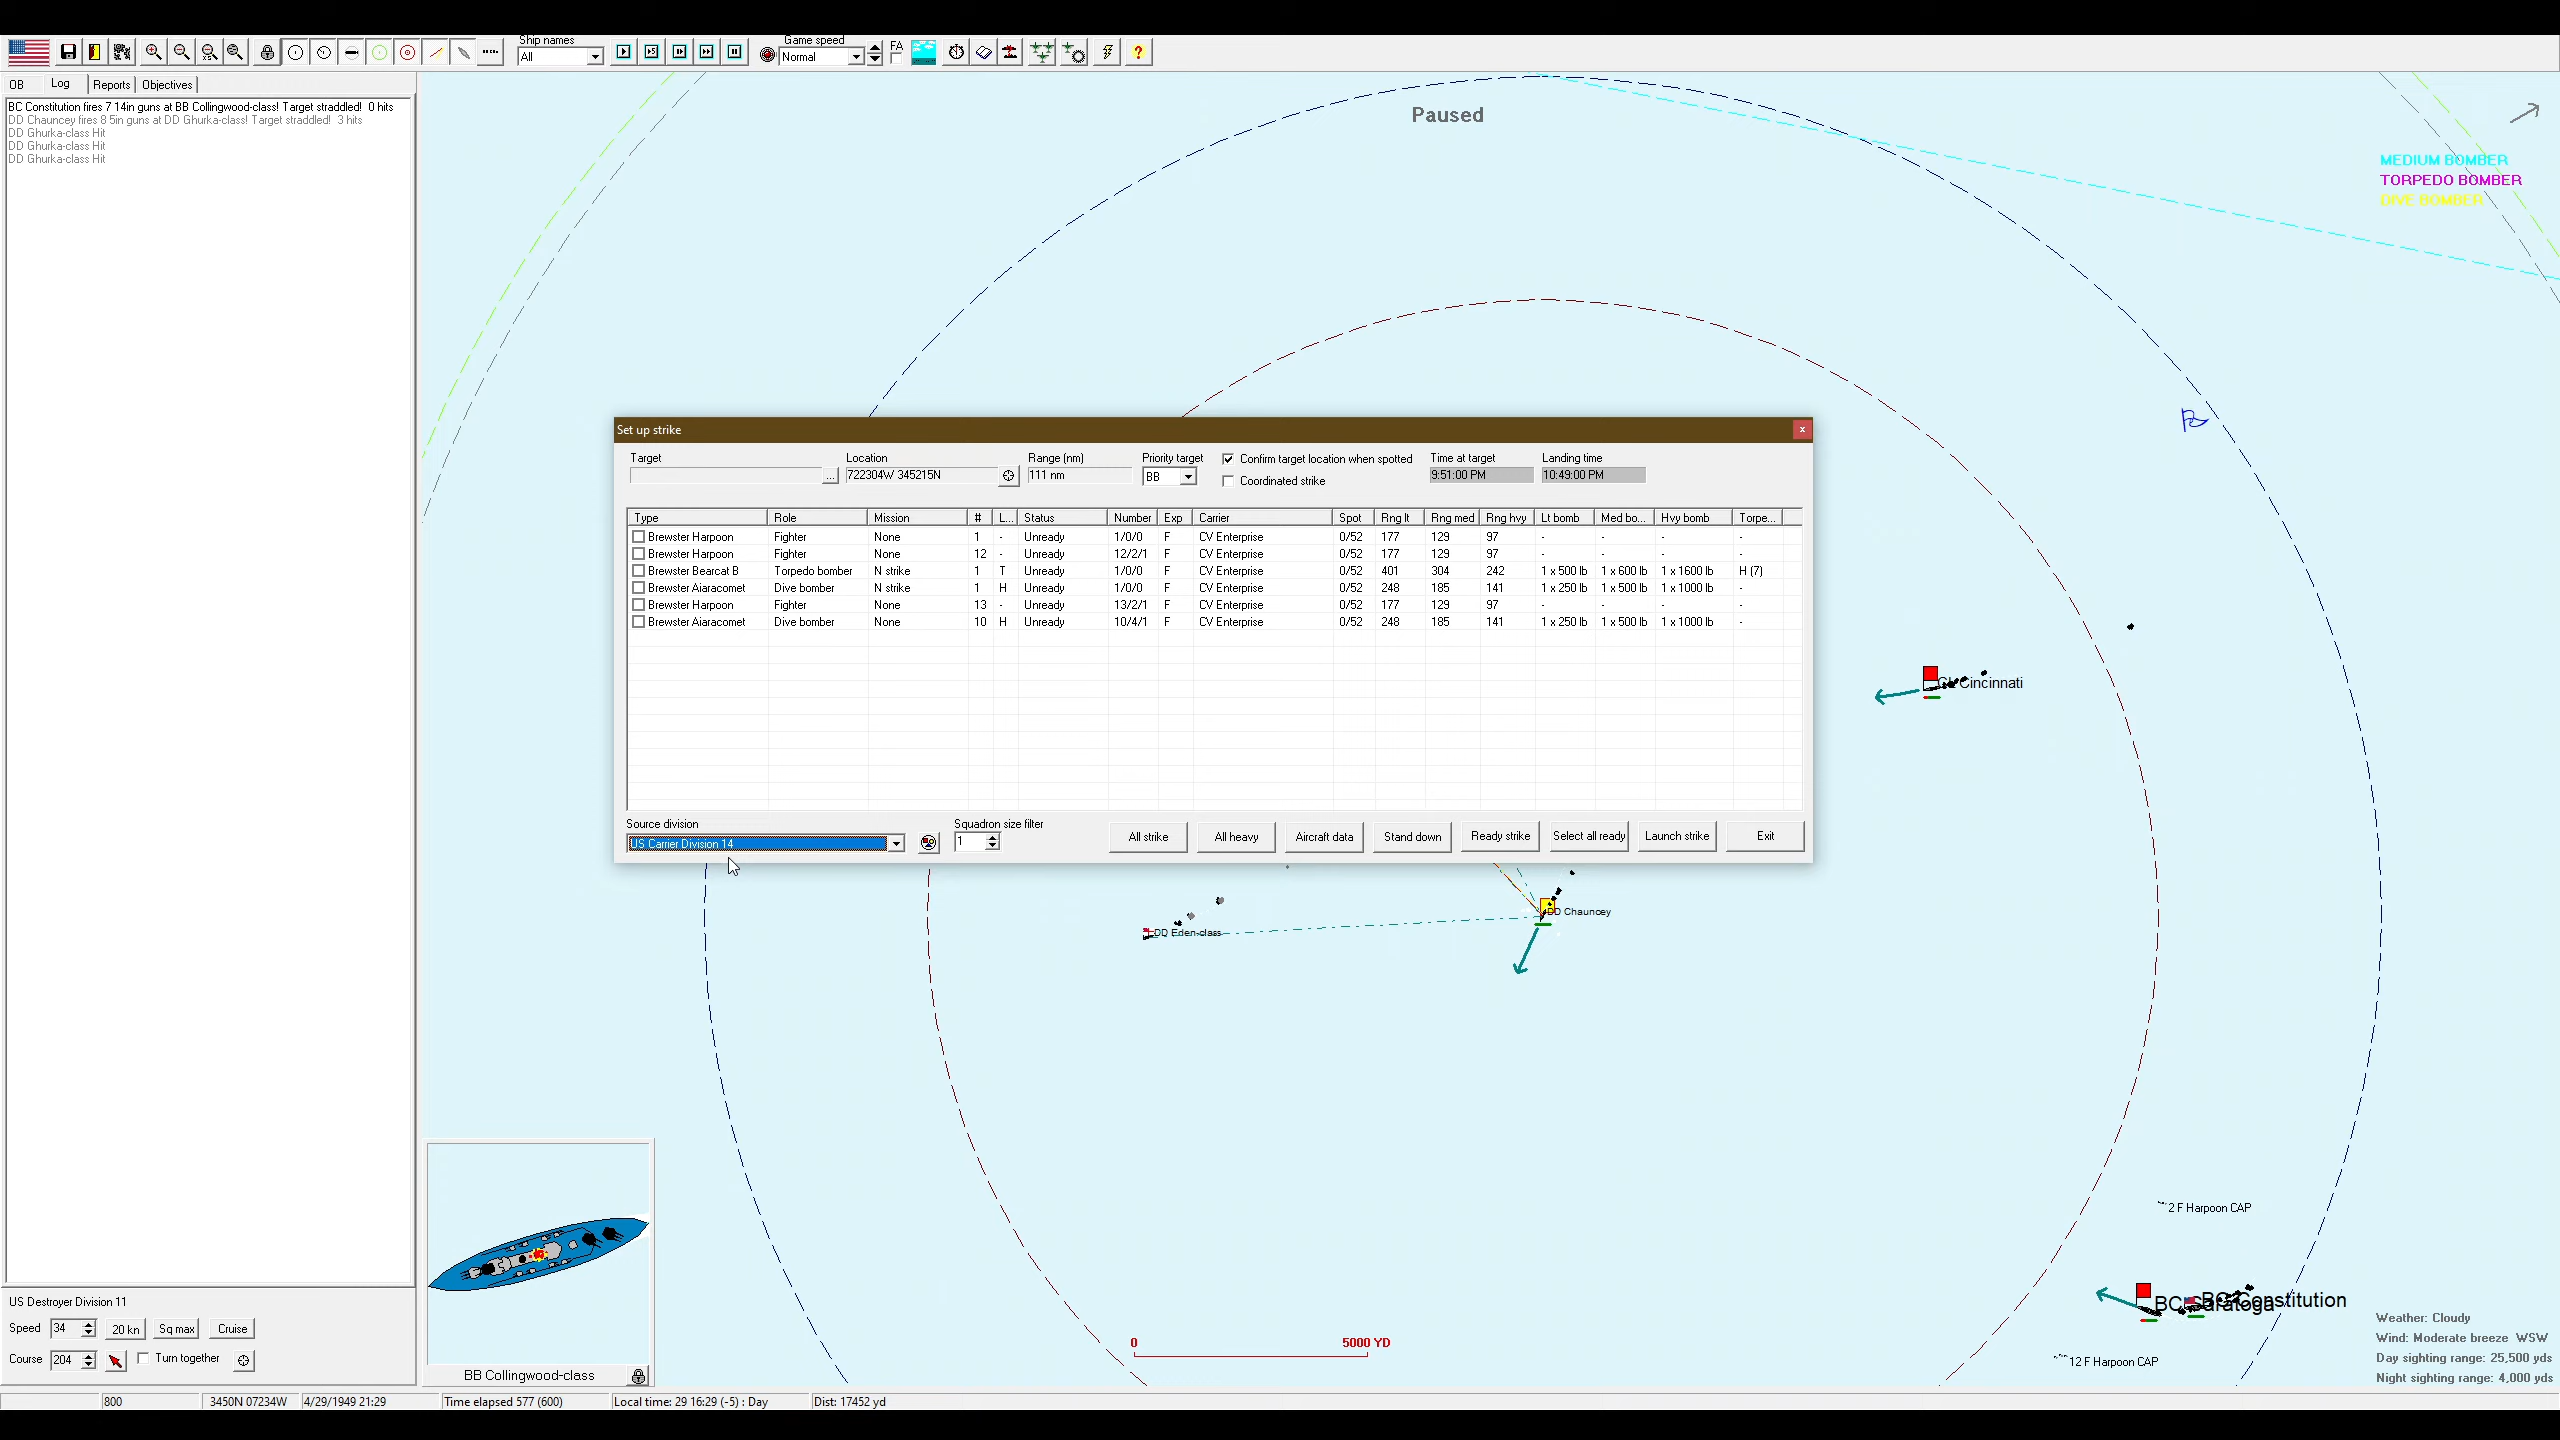 Ship names
All
Game speed
Normal
FA
OB Log Reports Objectives
BC Constitution fires 7 14in guns at BB Collingwood-class! Target straddled! 0 hits
DD Chauncey fires 8 5in guns at DD Ghurka-class! Target straddled! 3 hits
DD Ghurka-class Hit
DD Ghurka-class Hit
DD Ghurka-class Hit
Paused
MEDIUM BOMBER
TORPEDO BOMBER
DIVE BOMBER
Set up strike
Target Location Range (nm) Priority target Confirm target location when spotted Time at target Landing time
... 722304W 345215N 111 nm BB Coordinated strike 9:51:00 PM 10:49:00 PM
Type Role Mission # L... Status Number Exp Carrier Spot Rng lt Rng med Rng hvy Lt bomb Med bo... Hvy bomb Torpe...
Brewster Harpoon Fighter None 1 - Unready 1/0/0 F CV Enterprise 0/52 177 129 97 - - - -
Brewster Harpoon Fighter None 12 - Unready 12/2/1 F CV Enterprise 0/52 177 129 97 - - - -
Brewster Bearcat B Torpedo bomber N strike 1 T Unready 1/0/0 F CV Enterprise 0/52 401 304 242 1 x 500 lb 1 x 600 lb 1 x 1600 lb H (7)
Brewster Aiaracomet Dive bomber N strike 1 H Unready 1/0/0 F CV Enterprise 0/52 248 185 141 1 x 250 lb 1 x 500 lb 1 x 1000 lb -
Brewster Harpoon Fighter None 13 - Unready 13/2/1 F CV Enterprise 0/52 177 129 97 - - - -
Brewster Aiaracomet Dive bomber None 10 H Unready 10/4/1 F CV Enterprise 0/52 248 185 141 1 x 250 lb 1 x 500 lb 1 x 1000 lb -
Source division Squadron size filter
US Carrier Division 14 1 All strike All heavy Aircraft data Stand down Ready strike Select all ready Launch strike Exit
CL Cincinnati
DD Chauncey
DD Eden-class
2 F Harpoon CAP
BC Saratoga
BC Constitution
12 F Harpoon CAP
0 5000 YD
Weather: Cloudy
Wind: Moderate breeze WSW
Day sighting range: 25,500 yds
Night sighting range: 4,000 yds
US Destroyer Division 11
Speed 34 20 kn Sq max Cruise
Course 204 Turn together
BB Collingwood-class
800 3450N 07234W 4/29/1949 21:29 Time elapsed 577 (600) Local time: 29 16:29 (-5) : Day Dist: 17452 yd